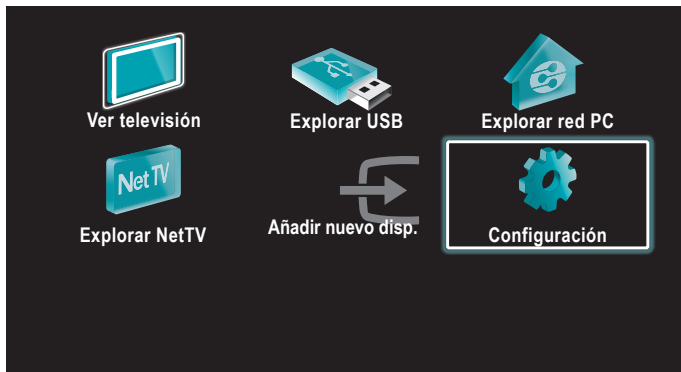 Ver televisión
Explorar USB
Explorar red PC
Net TV
Explorar NetTV
Añadir nuevo disp.
Configuración